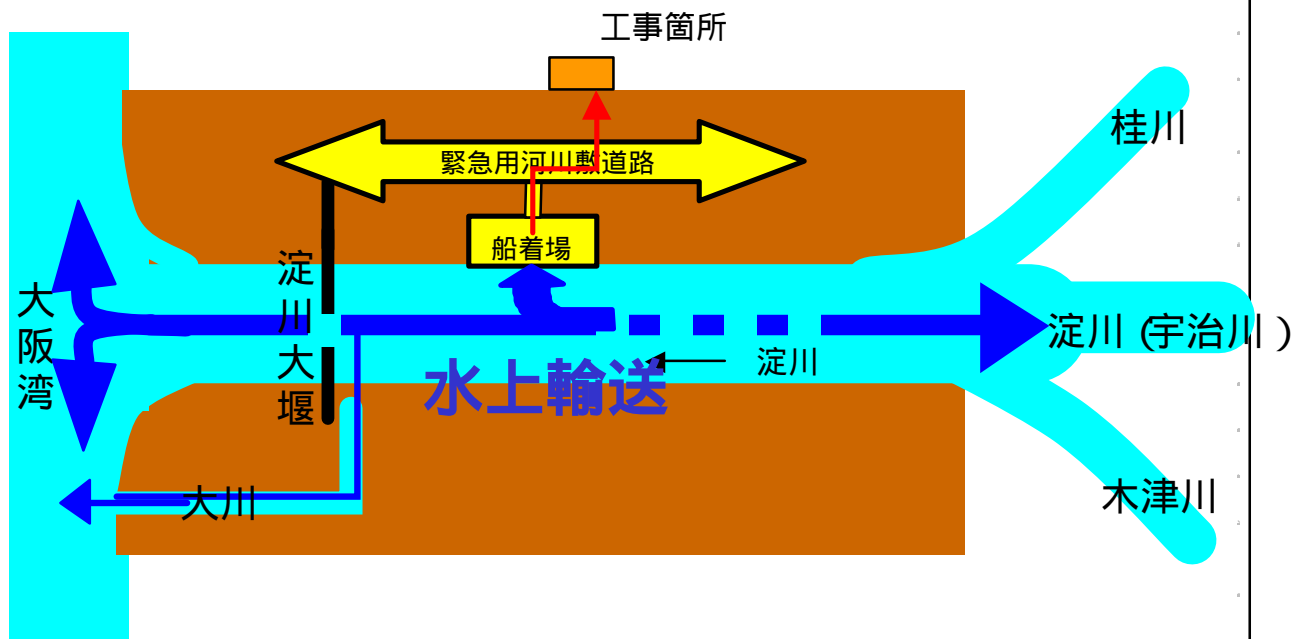 工事箇所
桂川
緊急用河川敷道路
船着場
淀川大堰
大阪湾
淀川（宇治川）
淀川
水上輸送
大川
木津川